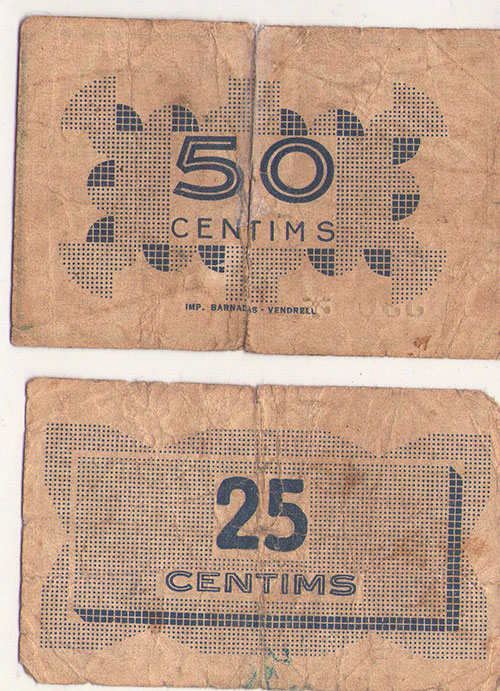 50
CENTIMS
IMP. BARNADAS - VENDRELL
25
CENTIMS